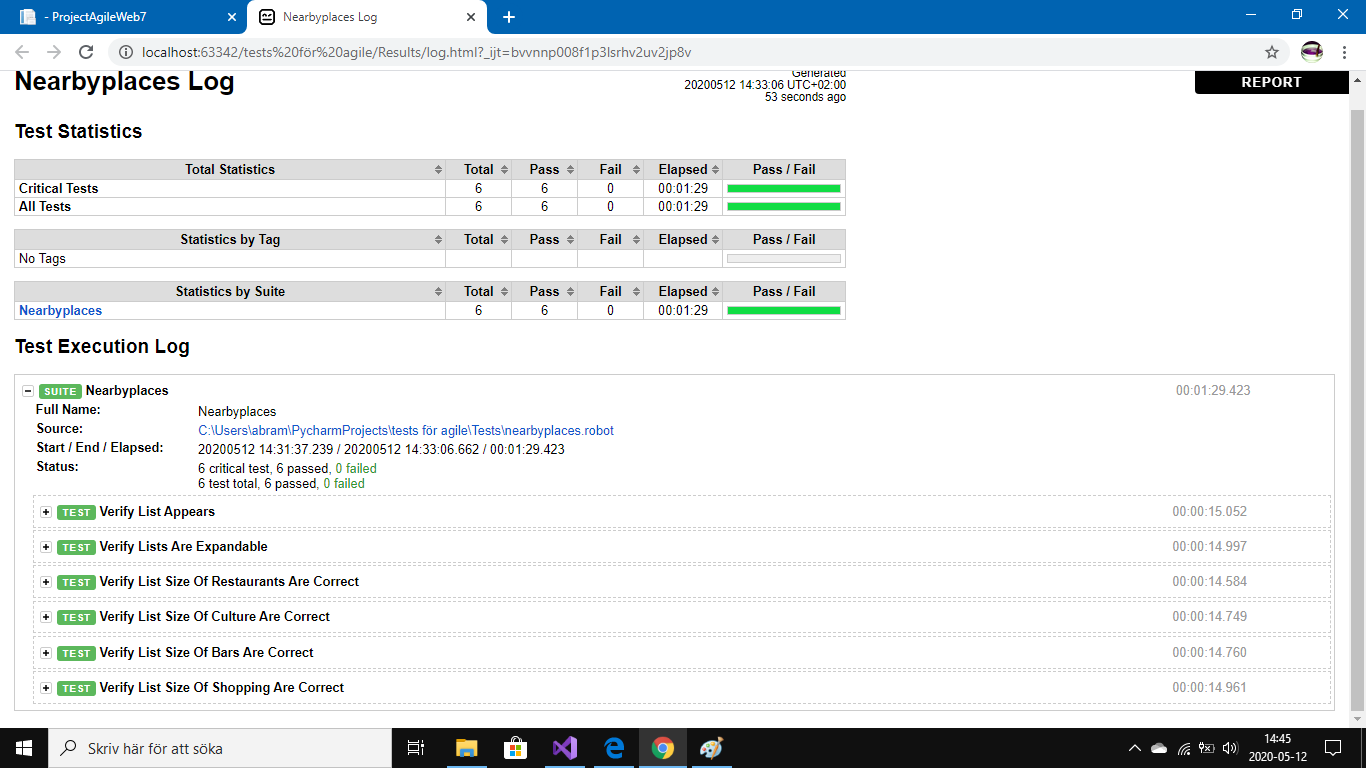 - ProjectAgileWeb7
Nearbyplaces Log
localhost:63342/tests%20för%20agile/Results/log.html?_ijt=bvvnnp008f1p3lsrhv2uv2jp8v
Nearbyplaces Log
Generated
20200512 14:33:06 UTC+02:00
53 seconds ago
REPORT
Test Statistics
Total Statistics Total Pass Fail Elapsed Pass / Fail
Critical Tests 6 6 0 00:01:29
All Tests 6 6 0 00:01:29
Statistics by Tag Total Pass Fail Elapsed Pass / Fail
No Tags
Statistics by Suite Total Pass Fail Elapsed Pass / Fail
Nearbyplaces 6 6 0 00:01:29
Test Execution Log
SUITE Nearbyplaces 00:01:29.423
Full Name: Nearbyplaces
Source: C:\Users\abram\PycharmProjects\tests för agile\Tests\nearbyplaces.robot
Start / End / Elapsed: 20200512 14:31:37.239 / 20200512 14:33:06.662 / 00:01:29.423
Status: 6 critical test, 6 passed, 0 failed
6 test total, 6 passed, 0 failed
TEST Verify List Appears 00:00:15.052
TEST Verify Lists Are Expandable 00:00:14.997
TEST Verify List Size Of Restaurants Are Correct 00:00:14.584
TEST Verify List Size Of Culture Are Correct 00:00:14.749
TEST Verify List Size Of Bars Are Correct 00:00:14.760
TEST Verify List Size Of Shopping Are Correct 00:00:14.961
Skriv här för att söka
14:45
2020-05-12